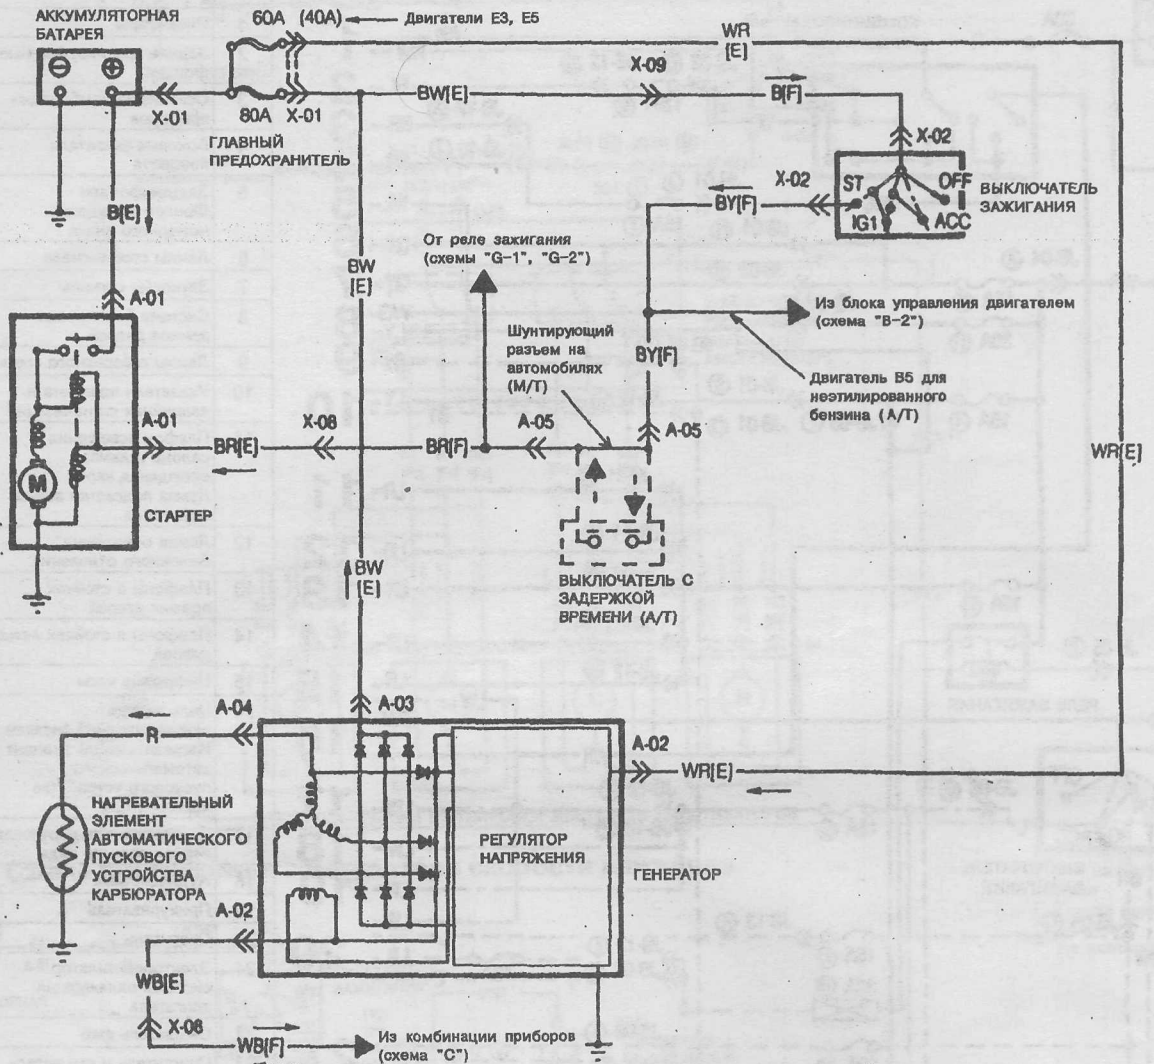 АККУМУЛЯТОРНАЯ
БАТАРЕЯ
60A (40A)
Двигатели E3, E5
WR
[E]
X-09
X-01
80A
X-01
BW[E]
B[F]
ГЛАВНЫЙ
ПРЕДОХРАНИТЕЛЬ
X-02
X-02
ST
OFF
IG1
ACC
ВЫКЛЮЧАТЕЛЬ
ЗАЖИГАНИЯ
B[E]
BY[F]
От реле зажигания
(схемы "G-1", "G-2")
BW
[E]
A-01
Из блока управления двигателем
(схема "B-2")
Шунтирующий
разъем на
автомобилях
(M/T)
BY[F]
Двигатель B5 для
неэтилированного
бензина (A/T)
A-01
BR[E]
X-08
BR[F]
A-05
A-05
WR[E]
M
СТАРТЕР
BW
[E]
ВЫКЛЮЧАТЕЛЬ С
ЗАДЕРЖКОЙ
ВРЕМЕНИ (A/T)
A-04
R
A-03
A-02
WR[E]
НАГРЕВАТЕЛЬНЫЙ
ЭЛЕМЕНТ
АВТОМАТИЧЕСКОГО
ПУСКОВОГО
УСТРОЙСТВА
КАРБЮРАТОРА
РЕГУЛЯТОР
НАПРЯЖЕНИЯ
ГЕНЕРАТОР
A-02
WB[E]
X-08
WB[F]
Из комбинации приборов
(схема "C")